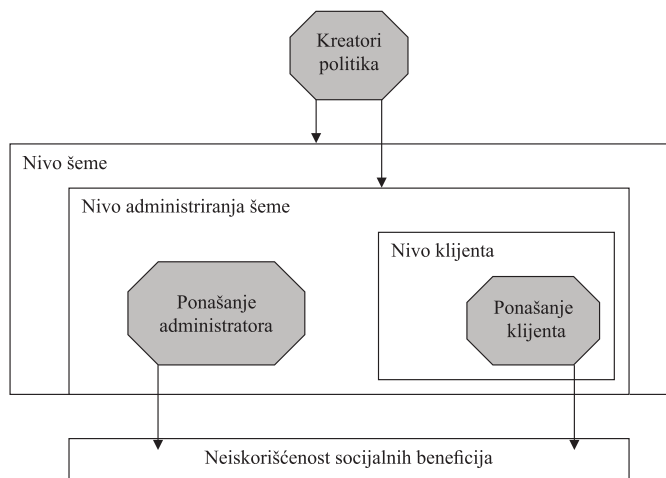 Kreatori
politika
Nivo šeme
Nivo administriranja šeme
Nivo klijenta
Ponašanje
administratora
Ponašanje
klijenta
Neiskorišćenost socijalnih beneficija